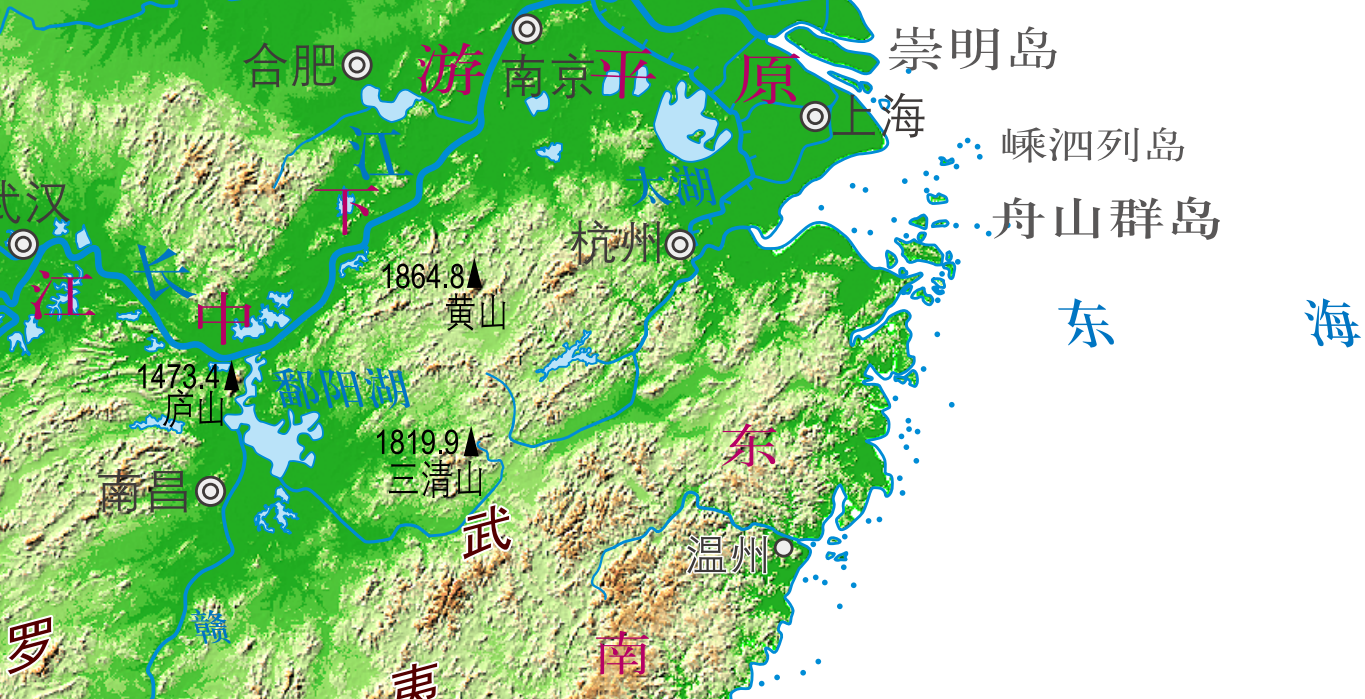 崇明岛
合肥
游
南京
平
原
上海
嵊泗列岛
江
下
太湖
武汉
舟山群岛
杭州
长
1864.8
黄山
江
中
东
海
1473.4
庐山
鄱阳湖
1819.9
三清山
东
南昌
武
温州
赣
罗
南
夷